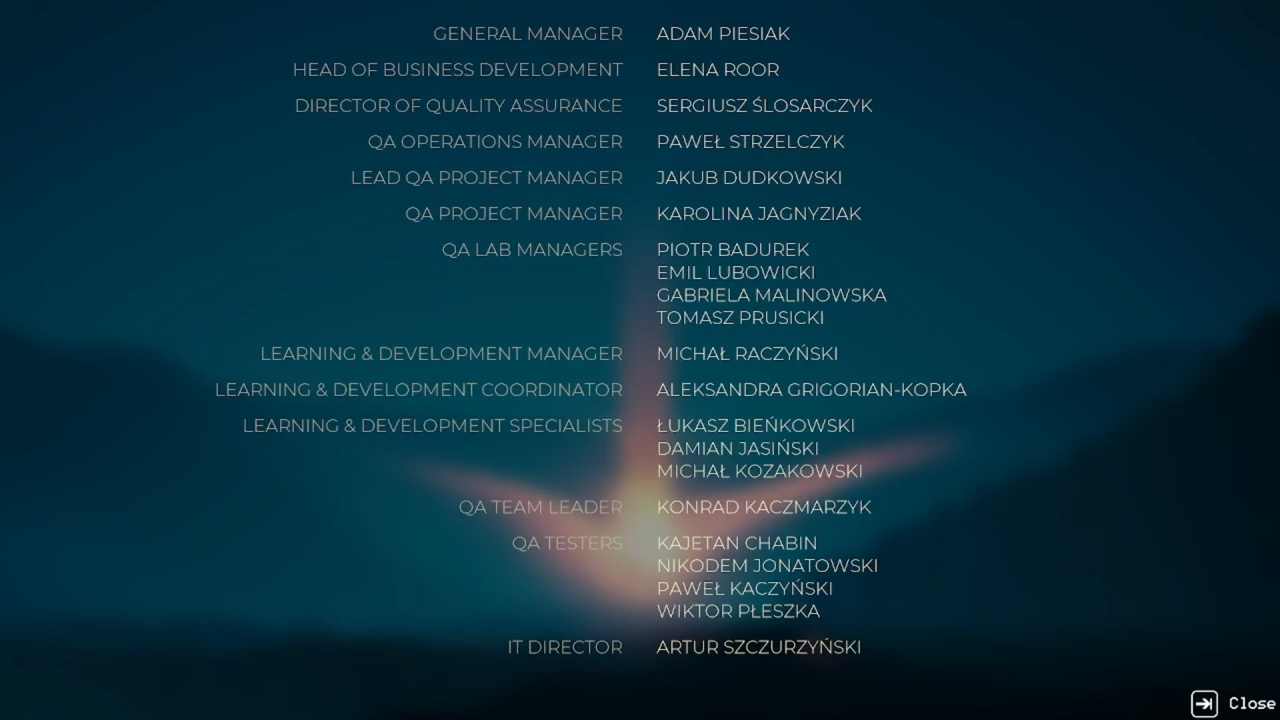 GENERAL MANAGER ADAM PIESIAK
HEAD OF BUSINESS DEVELOPMENT ELENA ROOR
DIRECTOR OF QUALITY ASSURANCE SERGIUSZ ŚLOSARCZYK
QA OPERATIONS MANAGER PAWEŁ STRZELCZYK
LEAD QA PROJECT MANAGER JAKUB DUDKOWSKI
QA PROJECT MANAGER KAROLINA JAGNYZIAK
QA LAB MANAGERS PIOTR BADUREK
EMIL LUBOWICKI
GABRIELA MALINOWSKA
TOMASZ PRUSICKI
LEARNING & DEVELOPMENT MANAGER MICHAŁ RACZYŃSKI
LEARNING & DEVELOPMENT COORDINATOR ALEKSANDRA GRIGORIAN-KOPKA
LEARNING & DEVELOPMENT SPECIALISTS ŁUKASZ BIEŃKOWSKI
DAMIAN JASIŃSKI
MICHAŁ KOZAKOWSKI
QA TEAM LEADER KONRAD KACZMARZYK
QA TESTERS KAJETAN CHABIN
NIKODEM JONATOWSKI
PAWEŁ KACZYŃSKI
WIKTOR PŁESZKA
IT DIRECTOR ARTUR SZCZURZYŃSKI
Close